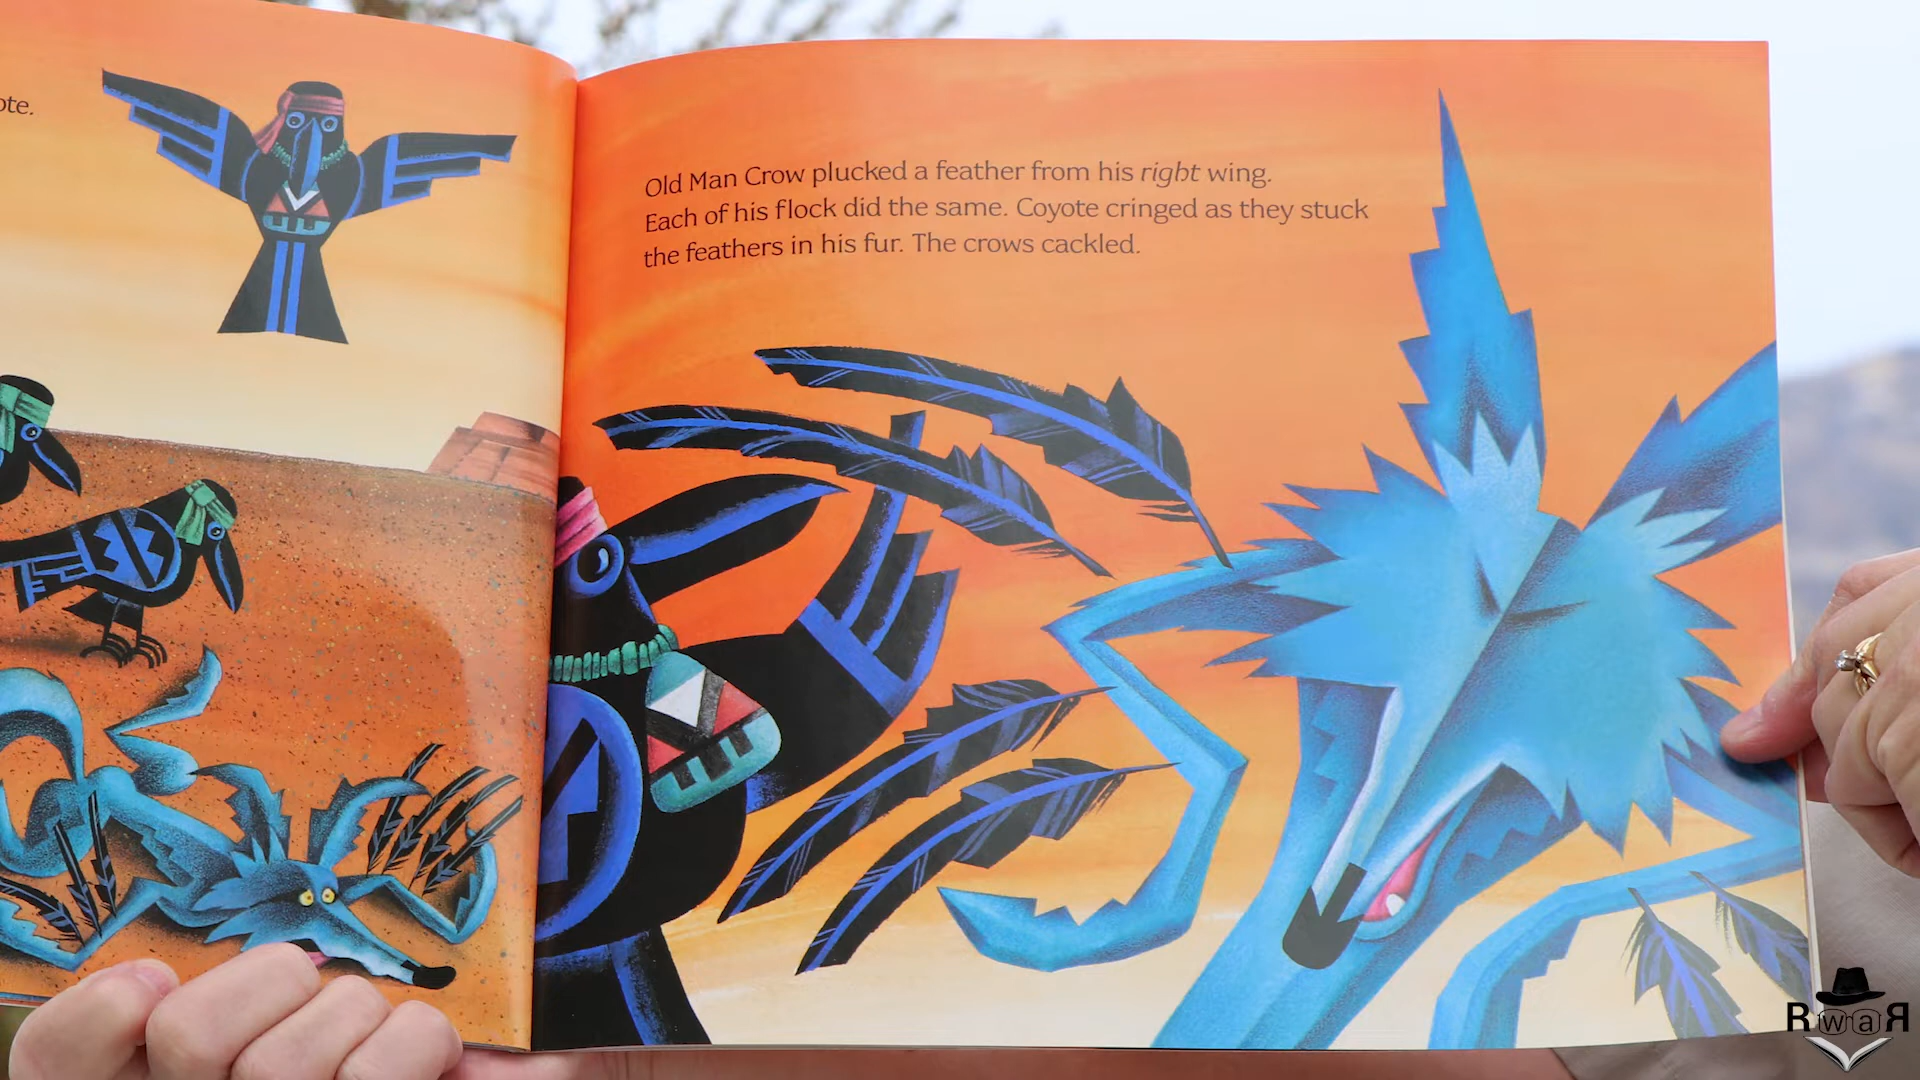 Old Man Crow plucked a feather from his right wing.
Each of his flock did the same. Coyote cringed as they stuck
the feathers in his fur. The crows cackled.
RwaR